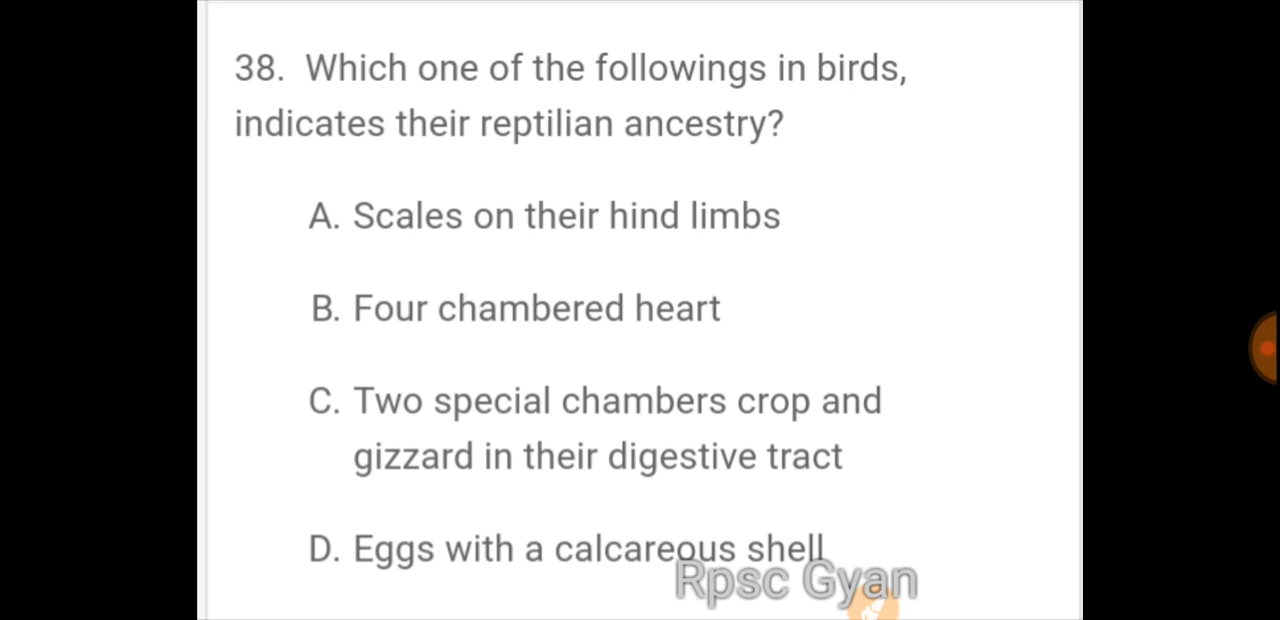 38. Which one of the followings in birds,
indicates their reptilian ancestry?
A. Scales on their hind limbs
B. Four chambered heart
C. Two special chambers crop and
gizzard in their digestive tract
D. Eggs with a calcareous shell
Rpsc Gyan